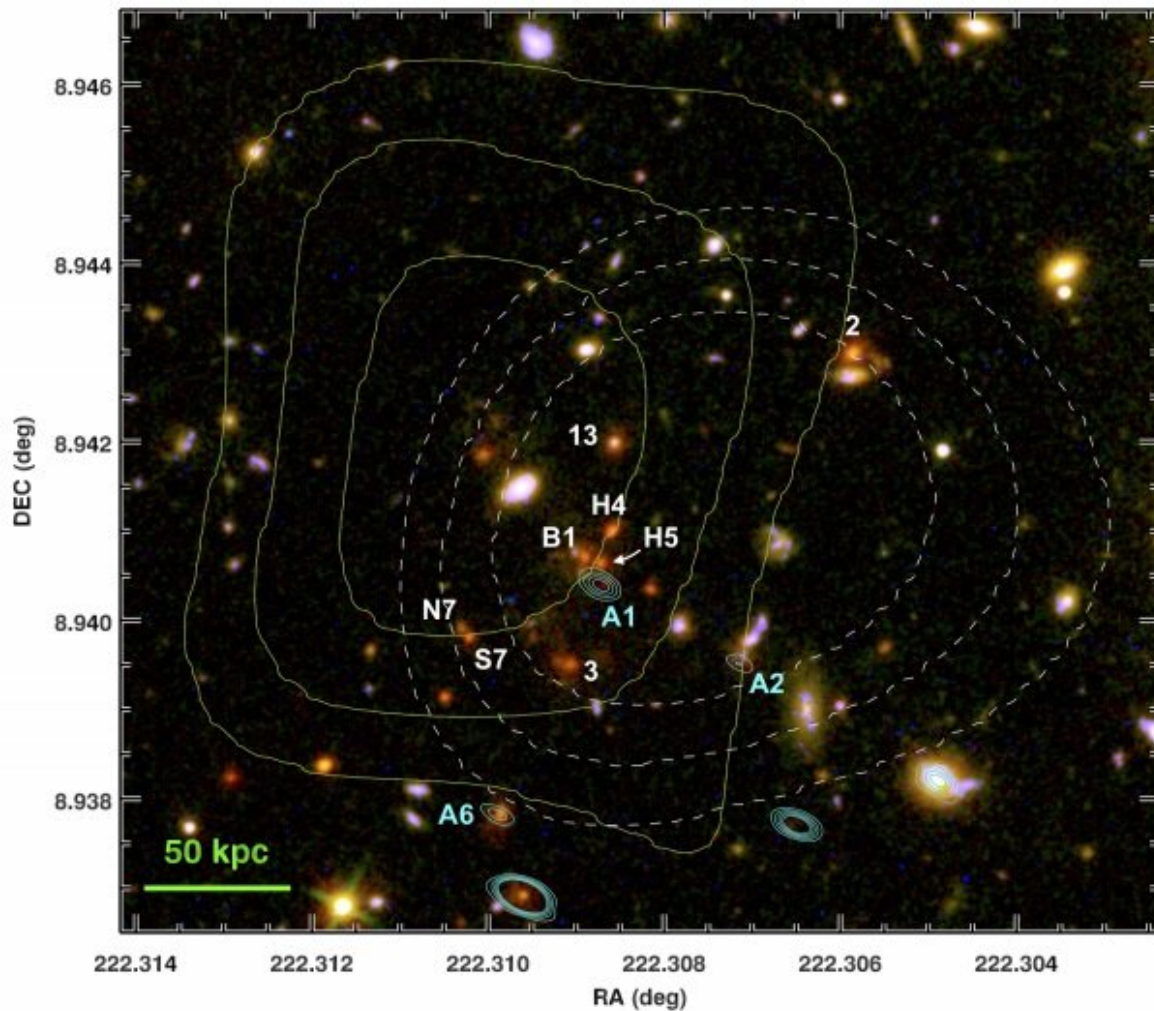 8.946
8.944
8.942
8.940
8.938
DEC (deg)
2
13
H4
B1
H5
A1
N7
S7
3
A2
A6
50 kpc
222.314
222.312
222.310
222.308
222.306
222.304
RA (deg)